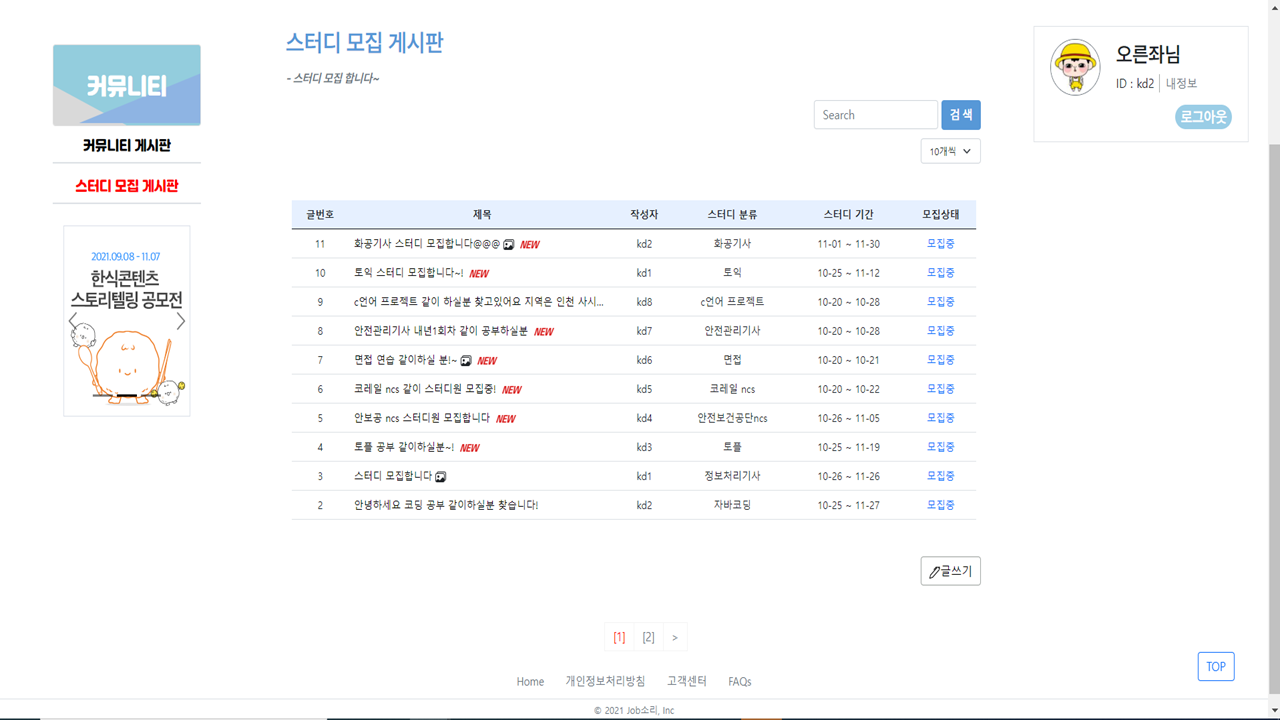 커뮤니티
커뮤니티 게시판
스터디 모집 게시판
2021.09.08 - 11.07
한식콘텐츠
스토리텔링 공모전
스터디 모집 게시판
- 스터디 모집 합니다~
Search 검색
10개씩
글번호 제목 작성자 스터디 분류 스터디 기간 모집상태
11 화공기사 스터디 모집합니다@@@ NEW kd2 화공기사 11-01 ~ 11-30 모집중
10 토익 스터디 모집합니다~! NEW kd1 토익 10-25 ~ 11-12 모집중
9 c언어 프로젝트 같이 하실분 찾고있어요 지역은 인천 사시... kd8 c언어 프로젝트 10-20 ~ 10-28 모집중
8 안전관리기사 내년1회차 같이 공부하실분 NEW kd7 안전관리기사 10-20 ~ 10-28 모집중
7 면접 연습 같이하실 분!~ NEW kd6 면접 10-20 ~ 10-21 모집중
6 코레일 ncs 같이 스터디원 모집중! NEW kd5 코레일 ncs 10-20 ~ 10-22 모집중
5 안보공 ncs 스터디원 모집합니다 NEW kd4 안전보건공단ncs 10-26 ~ 11-05 모집중
4 토플 공부 같이하실분~! NEW kd3 토플 10-25 ~ 11-19 모집중
3 스터디 모집합니다 kd1 정보처리기사 10-26 ~ 11-26 모집중
2 안녕하세요 코딩 공부 같이하실분 찾습니다! kd2 자바코딩 10-25 ~ 11-27 모집중
글쓰기
[1] [2] >
Home 개인정보처리방침 고객센터 FAQs
© 2021 Job소리, Inc
오른좌님
ID : kd2 내정보
로그아웃
TOP